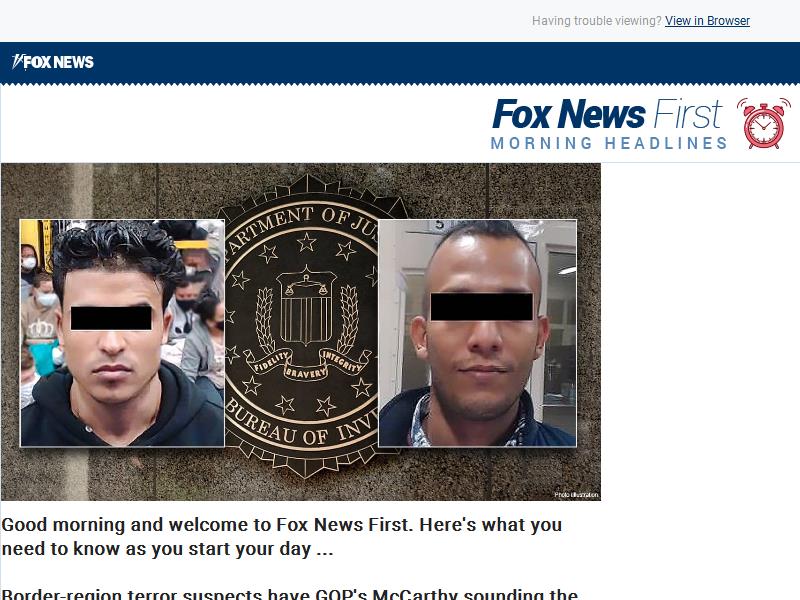 Having trouble viewing? View in Browser
FOX NEWS
Fox News First
MORNING HEADLINES
5
DEPARTMENT OF JUS
FIDELITY BRAVERY INTEGRITY
BUREAU OF INVE
Photo Illustration
Good morning and welcome to Fox News First. Here's what you
need to know as you start your day ...
Border-region terror suspects have GOP's McCarthy sounding the